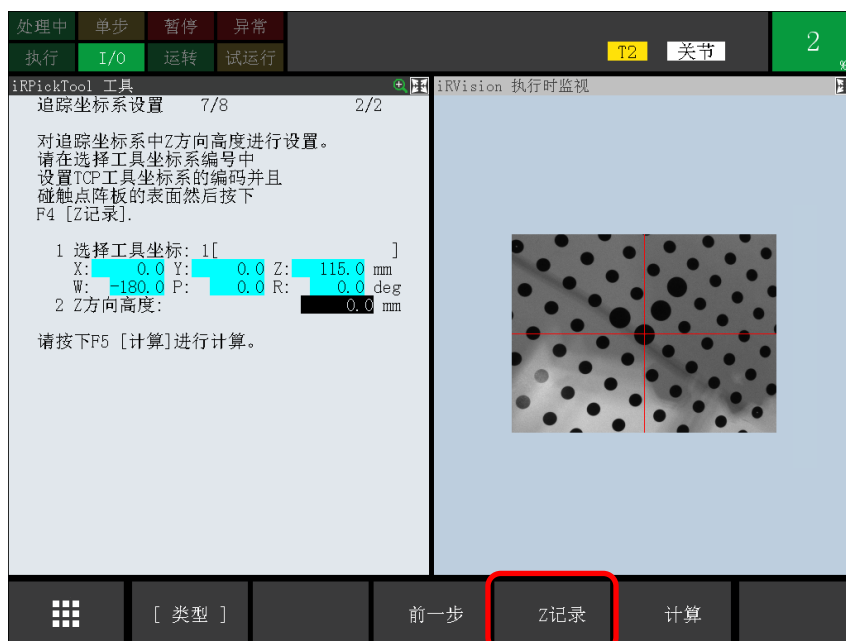 处理中 单步 暂停 异常
执行 I/O 运转 试运行
T2 关节
2
%
iRPickTool 工具
追踪坐标系设置 7/8 2/2
对追踪坐标系中Z方向高度进行设置。
请在选择工具坐标系编号中
设置TCP工具坐标系的编码并且
碰触点阵板的表面然后按下
F4 [Z记录].
1 选择工具坐标: 1[ ]
X: 0.0 Y: 0.0 Z: 115.0 mm
W: -180.0 P: 0.0 R: 0.0 deg
2 Z方向高度: 0.0 mm
请按下F5 [计算]进行计算。
iRVision 执行时监视
[ 类型 ] 前一步 Z记录 计算